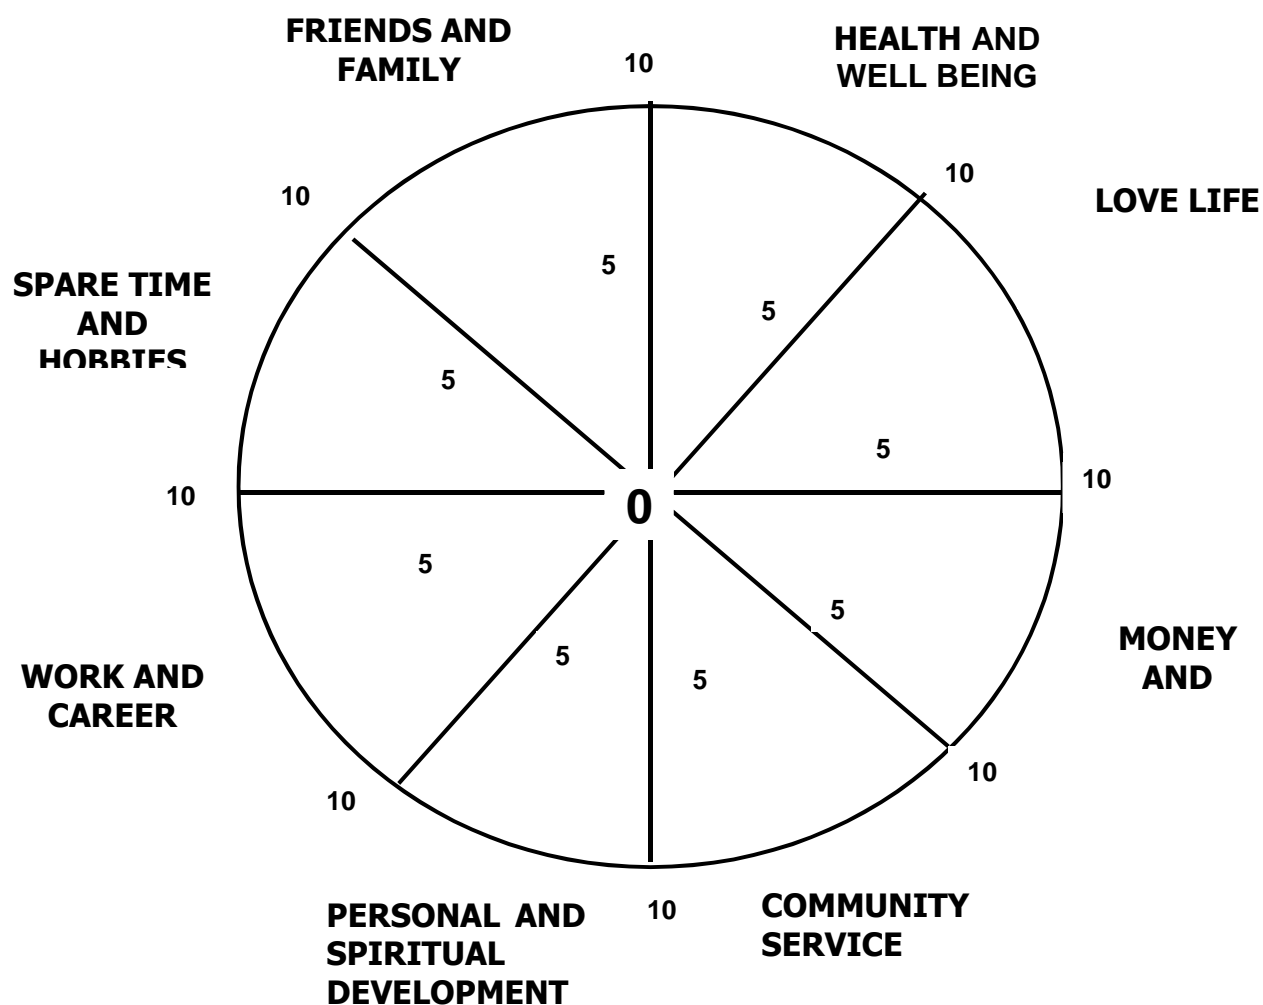 FRIENDS AND
FAMILY
10
HEALTH AND
WELL BEING
10
LOVE LIFE
10
SPARE TIME
AND
HOBBIES
5
5
5
5
10
10
0
5
5
5
5
MONEY
AND
WORK AND
CAREER
10
10
PERSONAL AND
SPIRITUAL
DEVELOPMENT
10
COMMUNITY
SERVICE